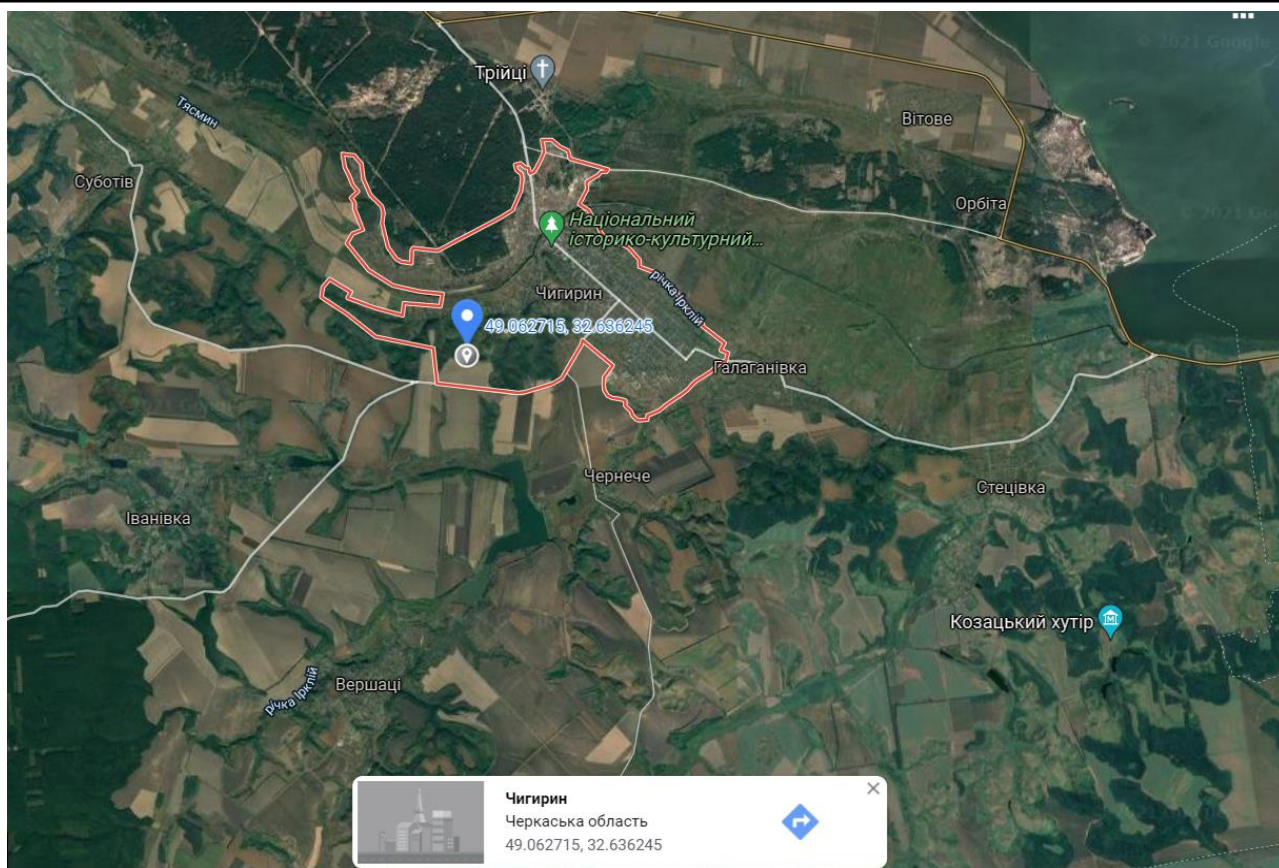 © 2021 Google
Трійці
Тясмин
Вітове
Суботів
Орбіта
© 2021 Go
Національний
історико-культурний...
річка Ірклій
Чигирин
49.062715, 32.636245
Галаганівка
Чернече
Стецівка
Іванівка
Козацький хутір
M
Вершаці
річка Ірклій
Чигирин
Черкаська область
49.062715, 32.636245